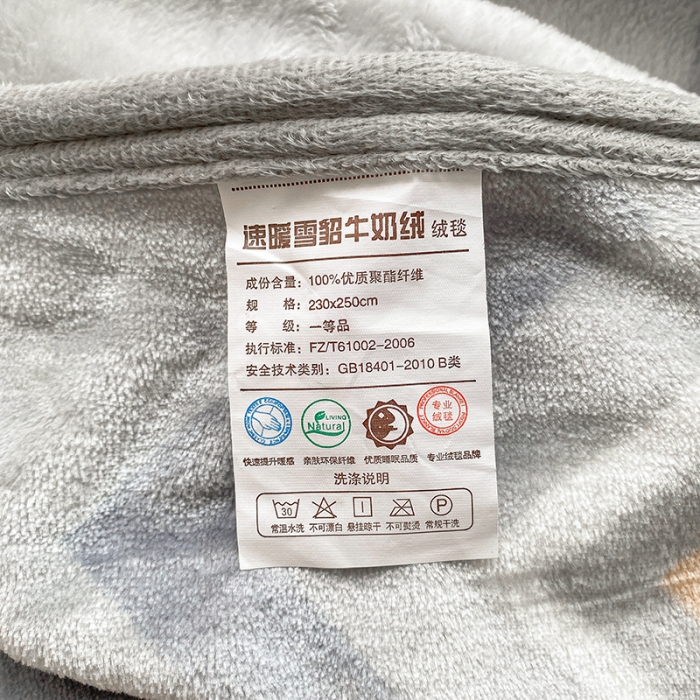 速暖雪貂牛奶绒 绒毯
成份含量：100%优质聚酯纤维
规 格：230x250cm
等 级：一等品
执行标准：FZ/T61002-2006
安全技术类别：GB18401-2010 B类
LIVING
Natural
专业
绒毯
快速提升暖感 亲肤环保纤维 优质睡眠品质 专业绒毯品牌
洗涤说明
30 P
常温水洗 不可漂白 悬挂晾干 不可熨烫 常规干洗